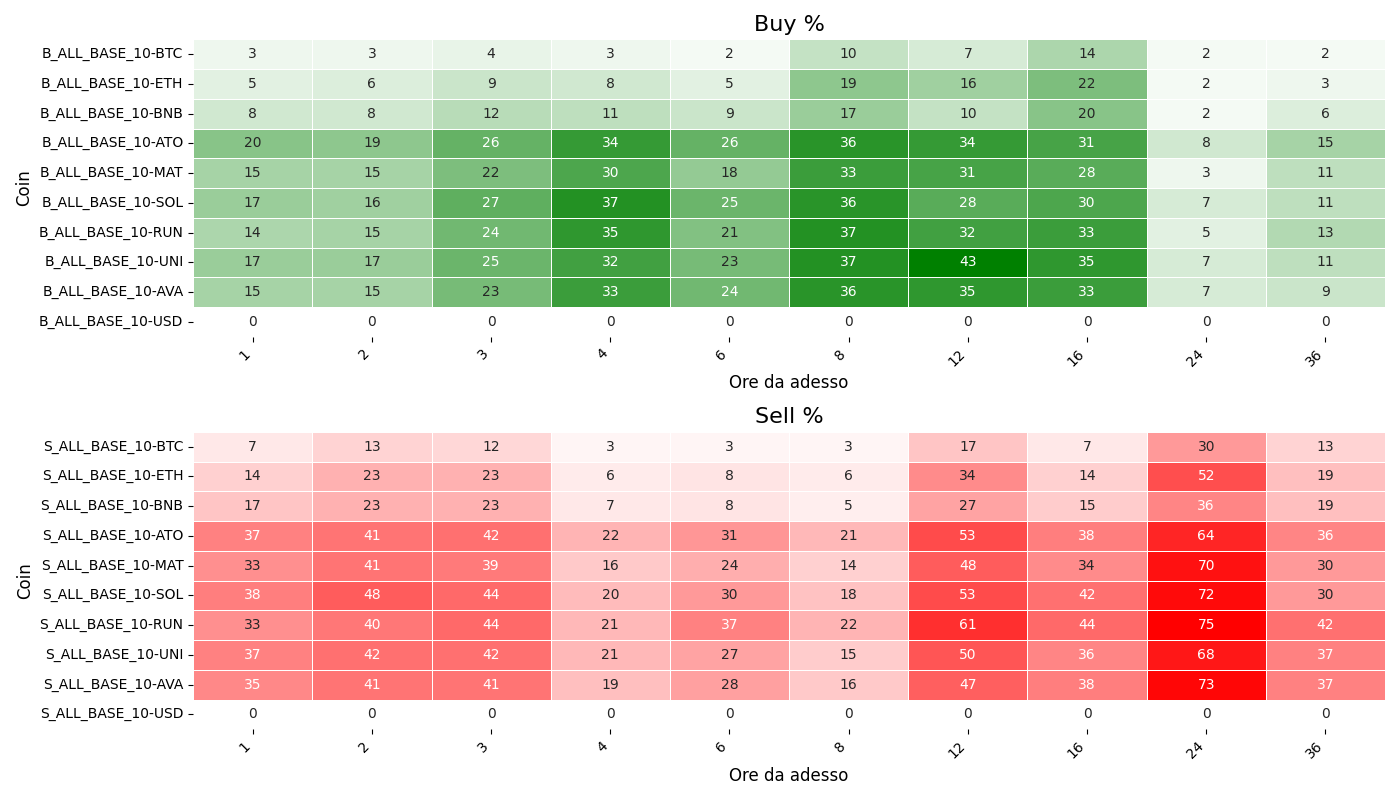 Buy %
Coin
B_ALL_BASE_10-BTC 3 3 4 3 2 10 7 14 2 2
B_ALL_BASE_10-ETH 5 6 9 8 5 19 16 22 2 3
B_ALL_BASE_10-BNB 8 8 12 11 9 17 10 20 2 6
B_ALL_BASE_10-ATO 20 19 26 34 26 36 34 31 8 15
B_ALL_BASE_10-MAT 15 15 22 30 18 33 31 28 3 11
B_ALL_BASE_10-SOL 17 16 27 37 25 36 28 30 7 11
B_ALL_BASE_10-RUN 14 15 24 35 21 37 32 33 5 13
B_ALL_BASE_10-UNI 17 17 25 32 23 37 43 35 7 11
B_ALL_BASE_10-AVA 15 15 23 33 24 36 35 33 7 9
B_ALL_BASE_10-USD 0 0 0 0 0 0 0 0 0 0
1 2 3 4 6 8 12 16 24 36
Ore da adesso
Sell %
Coin
S_ALL_BASE_10-BTC 7 13 12 3 3 3 17 7 30 13
S_ALL_BASE_10-ETH 14 23 23 6 8 6 34 14 52 19
S_ALL_BASE_10-BNB 17 23 23 7 8 5 27 15 36 19
S_ALL_BASE_10-ATO 37 41 42 22 31 21 53 38 64 36
S_ALL_BASE_10-MAT 33 41 39 16 24 14 48 34 70 30
S_ALL_BASE_10-SOL 38 48 44 20 30 18 53 42 72 30
S_ALL_BASE_10-RUN 33 40 44 21 37 22 61 44 75 42
S_ALL_BASE_10-UNI 37 42 42 21 27 15 50 36 68 37
S_ALL_BASE_10-AVA 35 41 41 19 28 16 47 38 73 37
S_ALL_BASE_10-USD 0 0 0 0 0 0 0 0 0 0
1 2 3 4 6 8 12 16 24 36
Ore da adesso